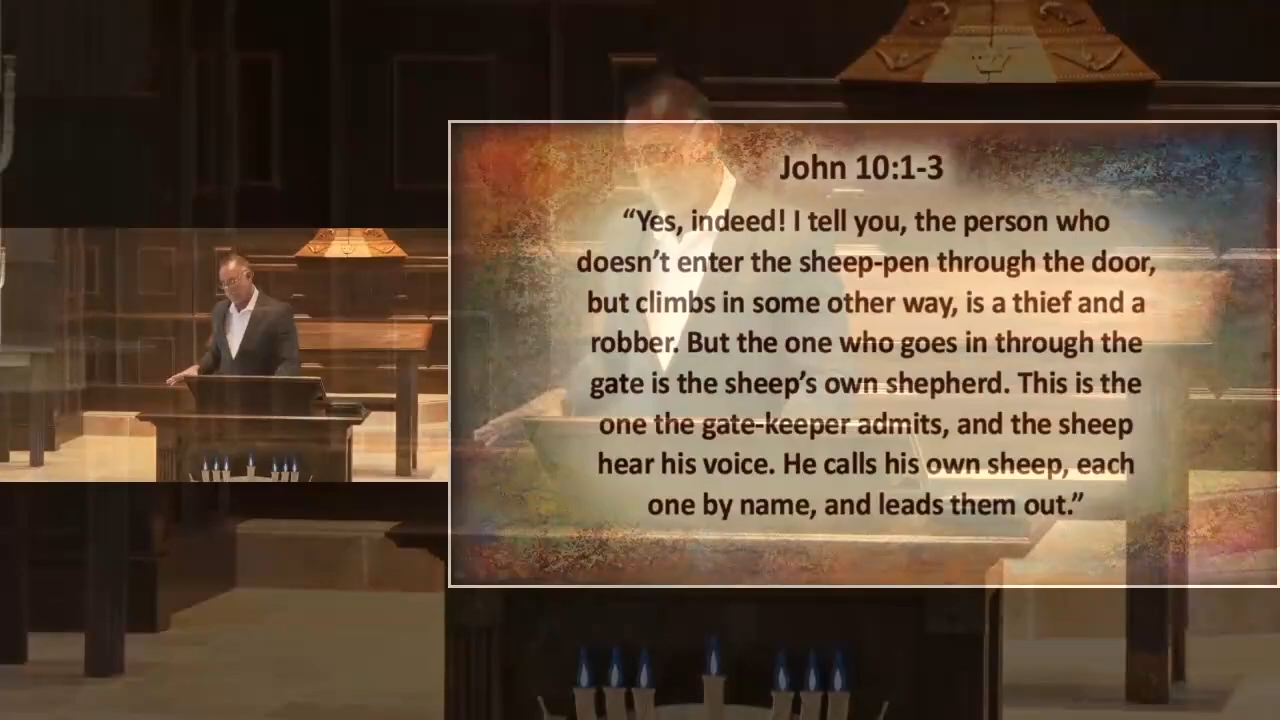 John 10:1-3
“Yes, indeed! I tell you, the person who
doesn’t enter the sheep-pen through the door,
but climbs in some other way, is a thief and a
robber. But the one who goes in through the
gate is the sheep’s own shepherd. This is the
one the gate-keeper admits, and the sheep
hear his voice. He calls his own sheep, each
one by name, and leads them out.”